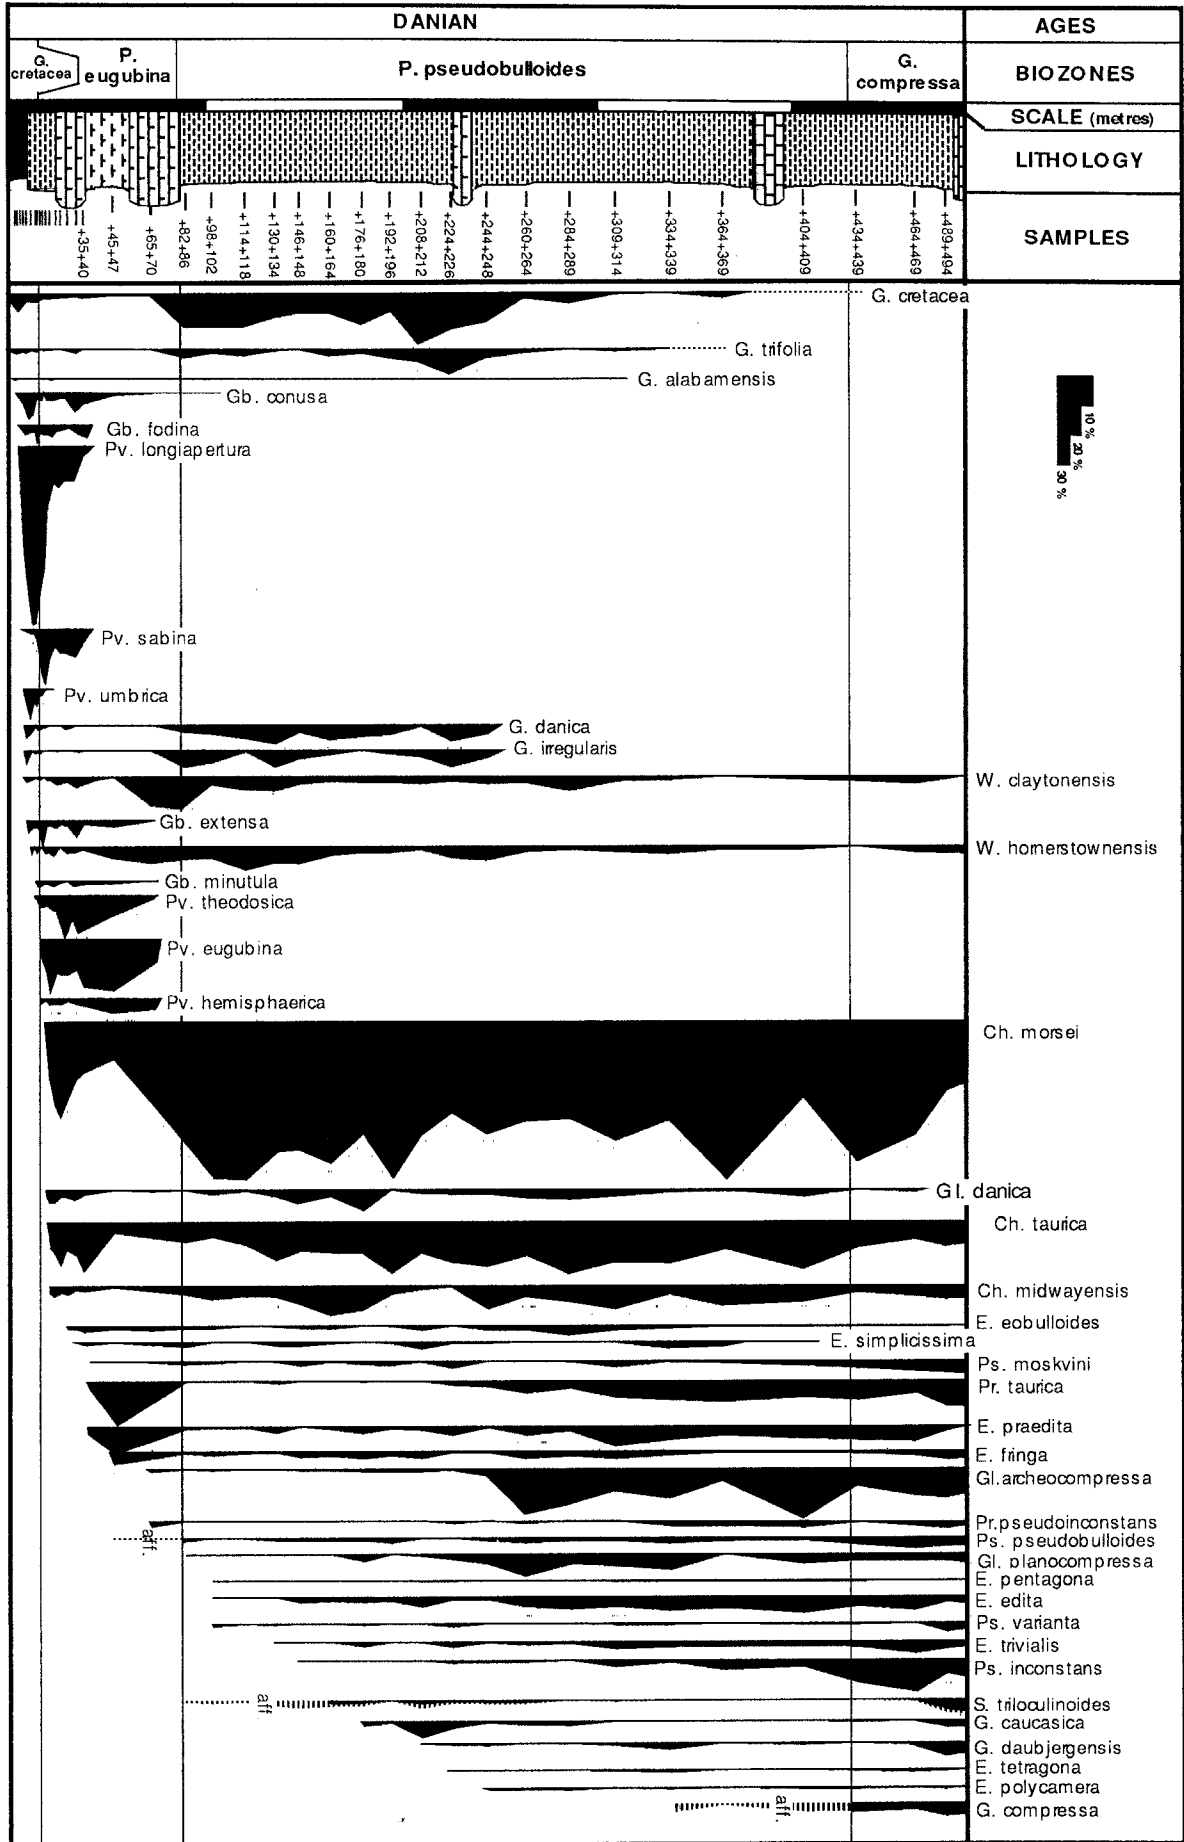 DANIAN
AGES
G. cretacea
P. eugubina
P. pseudobulloides
G. compressa
BIOZONES
SCALE (metres)
LITHOLOGY
+35+40
+45+47
+65+70
+82+86
+98+102
+114+118
+130+134
+146+148
+160+164
+176+180
+192+196
+208+212
+224+226
+244+248
+260+264
+284+289
+309+314
+334+339
+364+369
+404+409
+434+439
+464+469
+489+494
SAMPLES
G. cretacea
G. trifolia
G. alabamensis
Gb. conusa
Gb. fodina
Pv. longiapertura
10 %
20 %
30 %
Pv. sabina
Pv. umbrica
G. danica
G. irregularis
W. claytonensis
Gb. extensa
W. homerstownensis
Gb. minutula
Pv. theodosica
Pv. eugubina
Pv. hemisphaerica
Ch. morsei
Gl. danica
Ch. taurica
Ch. midwayensis
E. eobulloides
E. simplicissima
Ps. moskvini
Pr. taurica
E. praedita
E. fringa
Gl.archeocompressa
Pr.pseudoinconstans
aff.
Ps. pseudobulloides
Gl. planocompressa
E. pentagona
E. edita
Ps. varianta
E. trivialis
Ps. inconstans
aff.
S. triloculinoides
G. caucasica
G. daubjergensis
E. tetragona
E. polycamera
aff.
G. compressa